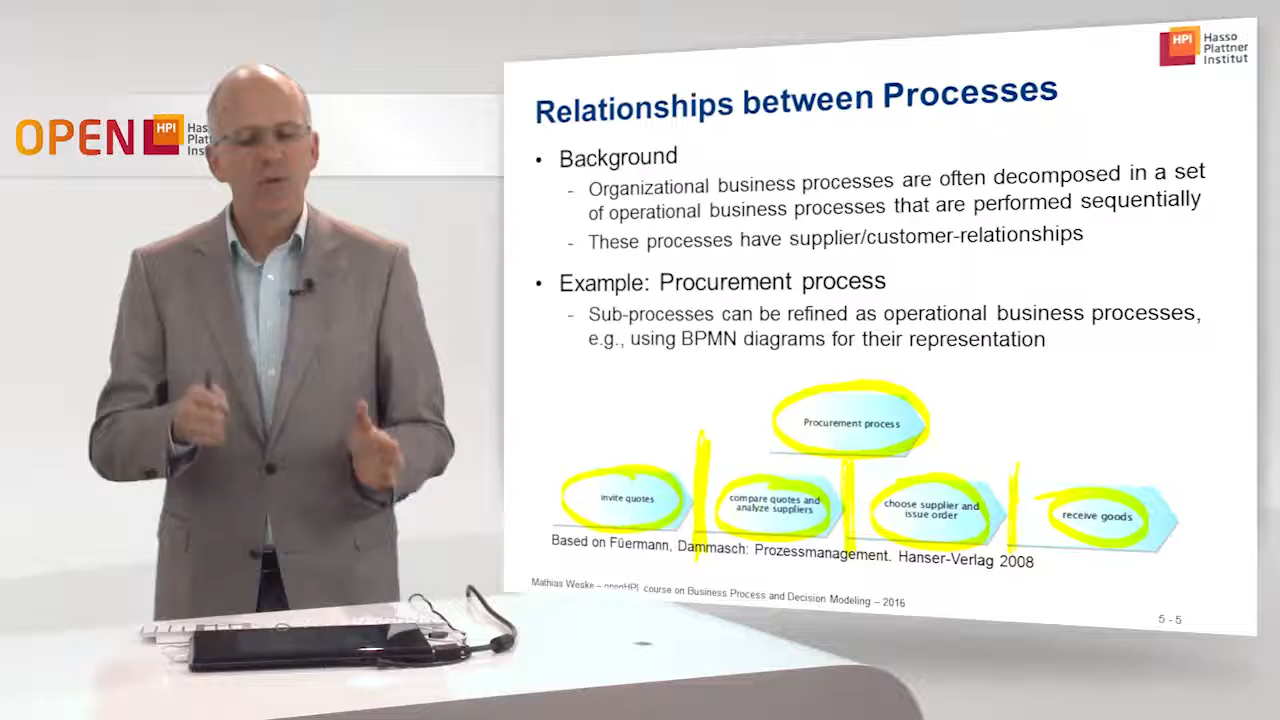 OPEN HPI
Hasso
Plattner
Institut
Relationships between Processes
• Background
- Organizational business processes are often decomposed in a set
of operational business processes that are performed sequentially
- These processes have supplier/customer-relationships
• Example: Procurement process
- Sub-processes can be refined as operational business processes,
e.g., using BPMN diagrams for their representation
Procurement process
invite quotes
compare quotes and
analyze suppliers
choose supplier and
issue order
receive goods
Based on Füermann, Dammasch: Prozessmanagement. Hanser-Verlag 2008
Mathias Weske – openHPI course on Business Process and Decision Modeling – 2016
5 - 5
HPI
Has
Platt
Insti